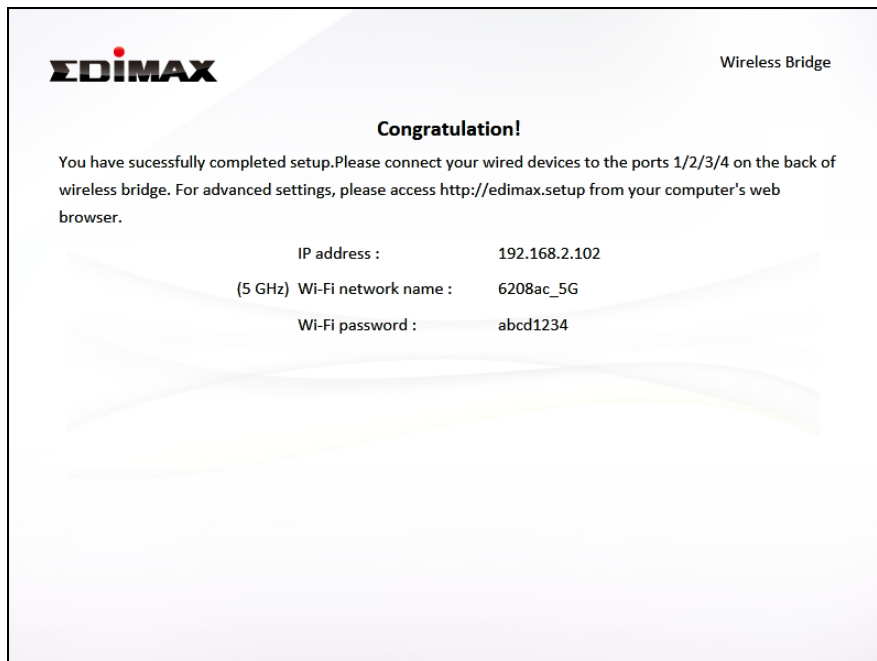 EDIMAX
Wireless Bridge
Congratulation!
You have sucessfully completed setup.Please connect your wired devices to the ports 1/2/3/4 on the back of
wireless bridge. For advanced settings, please access http://edimax.setup from your computer's web
browser.
IP address : 192.168.2.102
(5 GHz) Wi-Fi network name : 6208ac_5G
Wi-Fi password : abcd1234